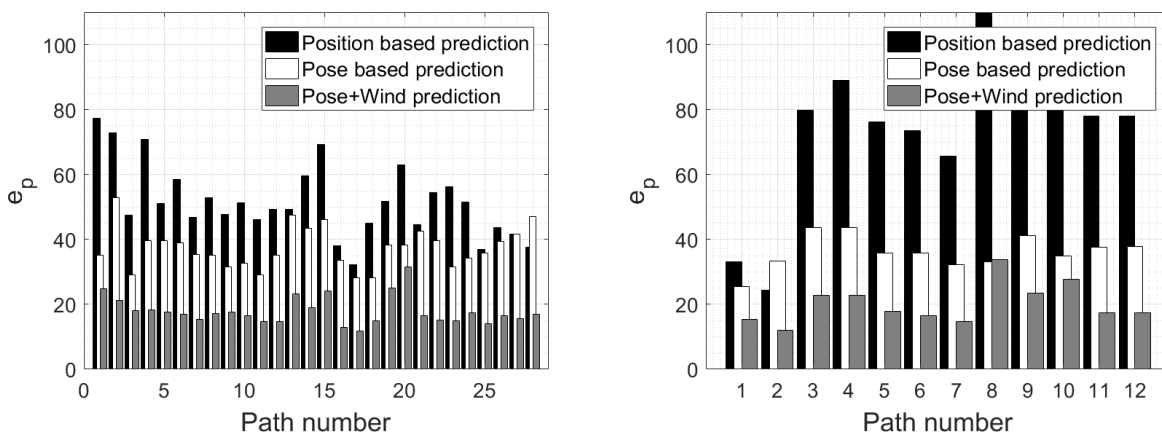 100
80
60
40
20
0
e_p
Position based prediction
Pose based prediction
Pose+Wind prediction
0 5 10 15 20 25
Path number
100
80
60
40
20
0
e_p
Position based prediction
Pose based prediction
Pose+Wind prediction
1 2 3 4 5 6 7 8 9 10 11 12
Path number